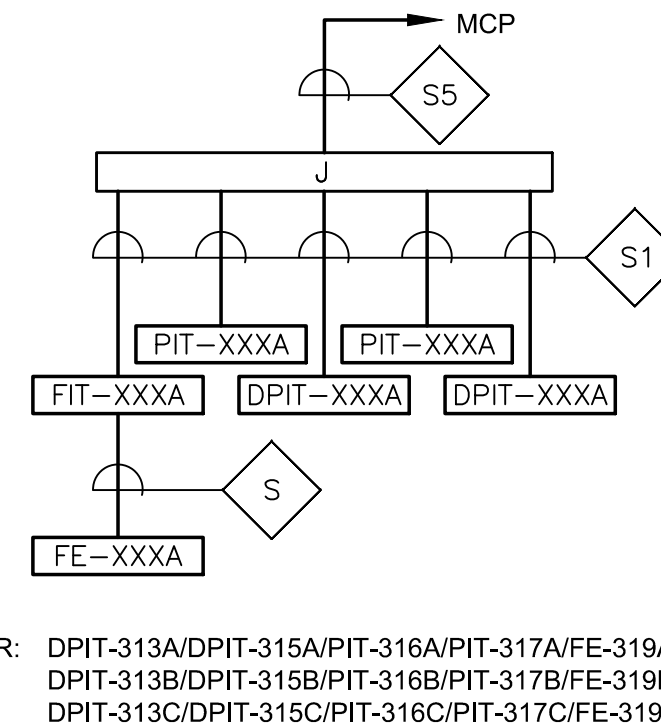 MCP
S5
J
S1
PIT-XXXA PIT-XXXA
FIT-XXXA DPIT-XXXA DPIT-XXXA
S
FE-XXXA
R: DPIT-313A/DPIT-315A/PIT-316A/PIT-317A/FE-319A
DPIT-313B/DPIT-315B/PIT-316B/PIT-317B/FE-319B
DPIT-313C/DPIT-315C/PIT-316C/PIT-317C/FE-319